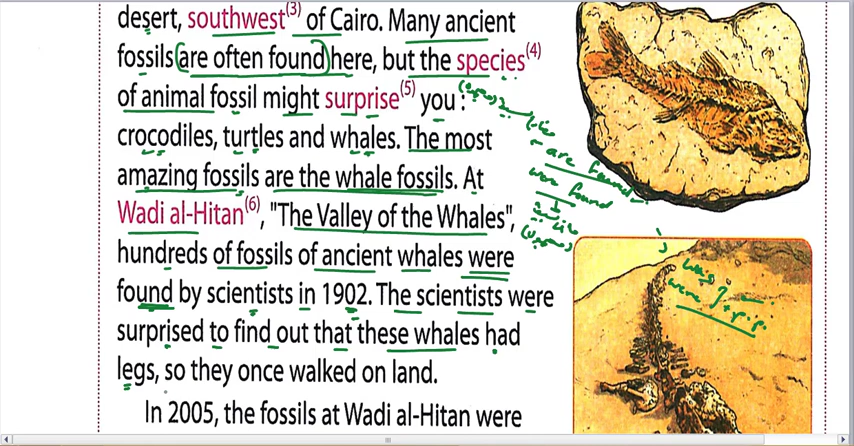 desert, southwest(3) of Cairo. Many ancient
fossils (are often found) here, but the species(4)
of animal fossil might surprise(5) you:
crocodiles, turtles and whales. The most
amazing fossils are the whale fossils. At
Wadi al-Hitan(6), "The Valley of the Whales",
hundreds of fossils of ancient whales were
found by scientists in 1902. The scientists were
surprised to find out that these whales had
legs, so they once walked on land.
In 2005, the fossils at Wadi al-Hitan were
are found
was found
were + p.p.